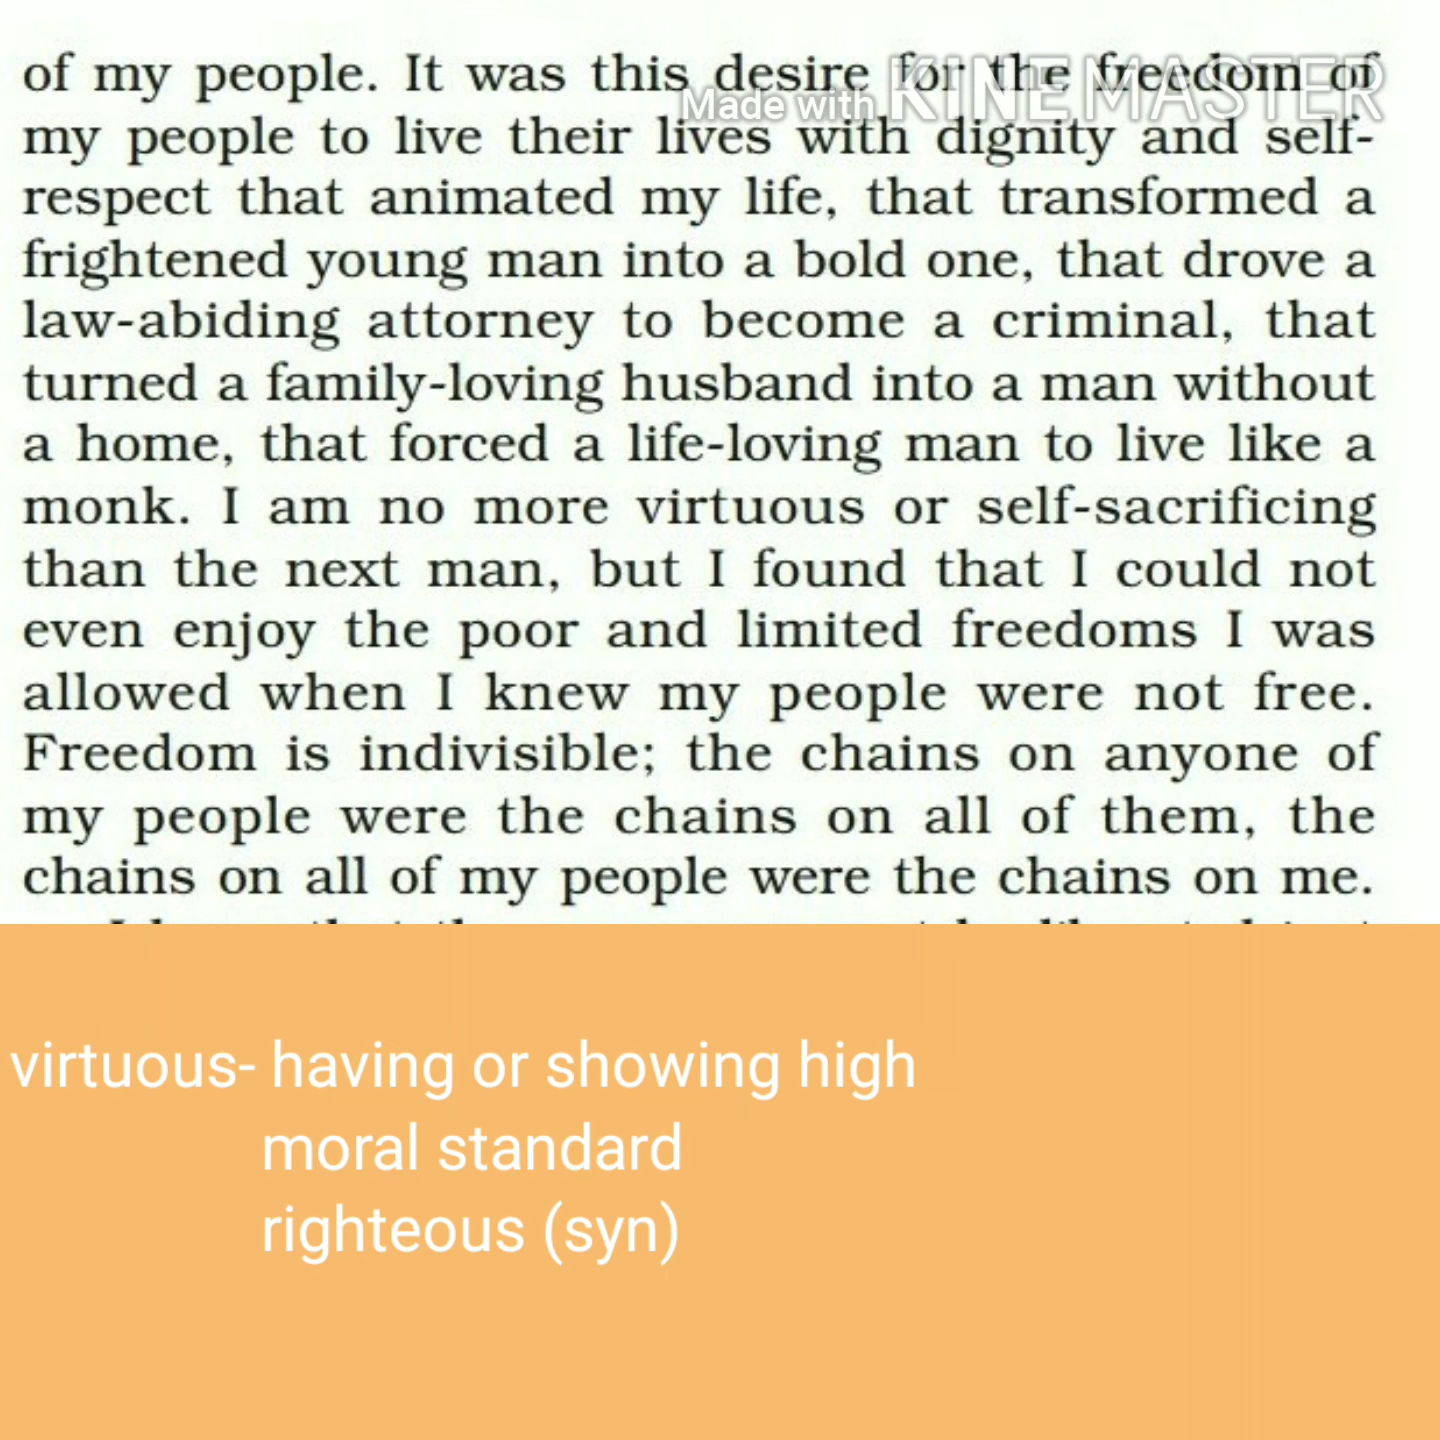 of my people. It was this desire for the freedom of
Made with KINEMASTER
my people to live their lives with dignity and self-
respect that animated my life, that transformed a
frightened young man into a bold one, that drove a
law-abiding attorney to become a criminal, that
turned a family-loving husband into a man without
a home, that forced a life-loving man to live like a
monk. I am no more virtuous or self-sacrificing
than the next man, but I found that I could not
even enjoy the poor and limited freedoms I was
allowed when I knew my people were not free.
Freedom is indivisible; the chains on anyone of
my people were the chains on all of them, the
chains on all of my people were the chains on me.
virtuous- having or showing high
moral standard
righteous (syn)